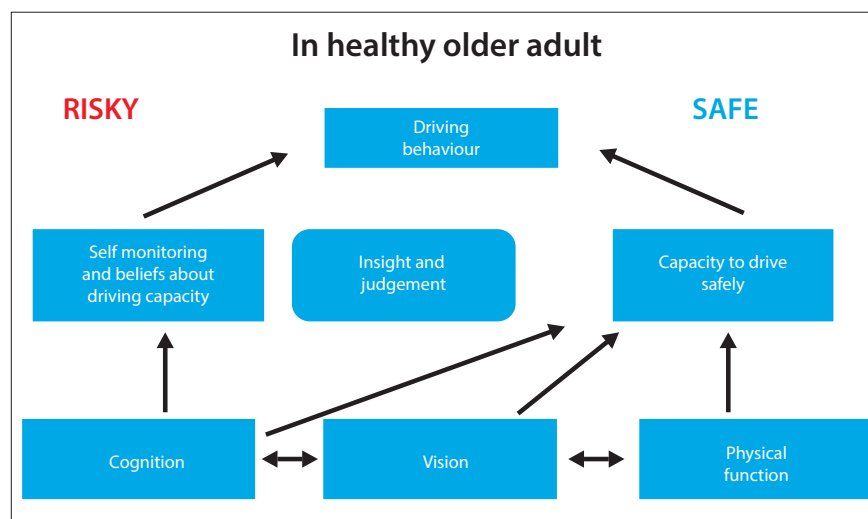 In healthy older adult
RISKY
SAFE
Driving
behaviour
Self monitoring
and beliefs about
driving capacity
Insight and
judgement
Capacity to drive
safely
Cognition
Vision
Physical
function